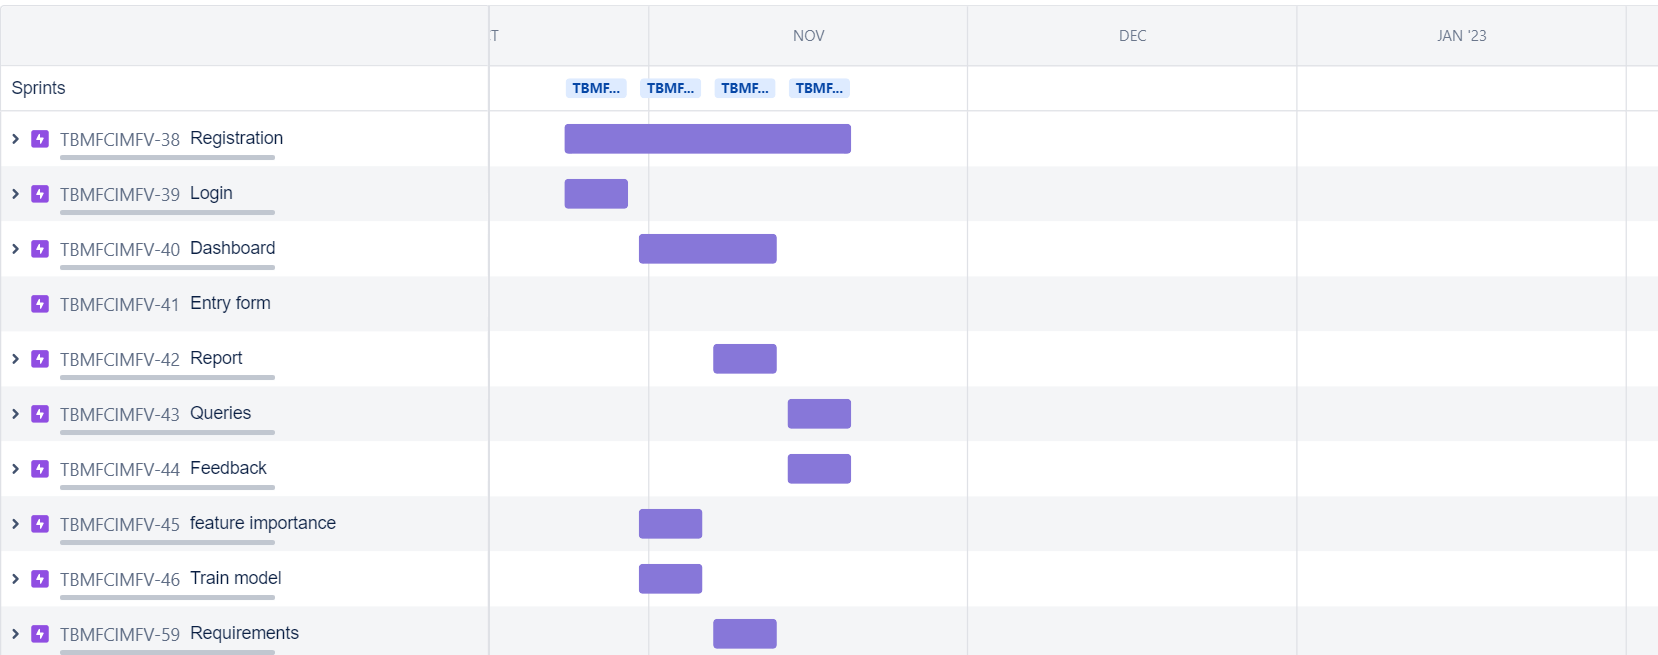 T NOV DEC JAN '23
Sprints TBMF... TBMF... TBMF... TBMF...
TBMFCIMFV-38 Registration
TBMFCIMFV-39 Login
TBMFCIMFV-40 Dashboard
TBMFCIMFV-41 Entry form
TBMFCIMFV-42 Report
TBMFCIMFV-43 Queries
TBMFCIMFV-44 Feedback
TBMFCIMFV-45 feature importance
TBMFCIMFV-46 Train model
TBMFCIMFV-59 Requirements